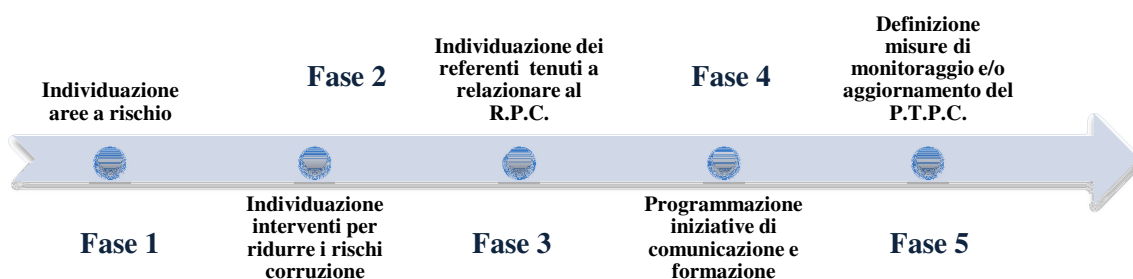 Individuazione
aree a rischio
Fase 1
Fase 2
Individuazione
interventi per
ridurre i rischi
corruzione
Individuazione dei
referenti tenuti a
relazionare al
R.P.C.
Fase 3
Fase 4
Programmazione
iniziative di
comunicazione e
formazione
Definizione
misure di
monitoraggio e/o
aggiornamento del
P.T.P.C.
Fase 5